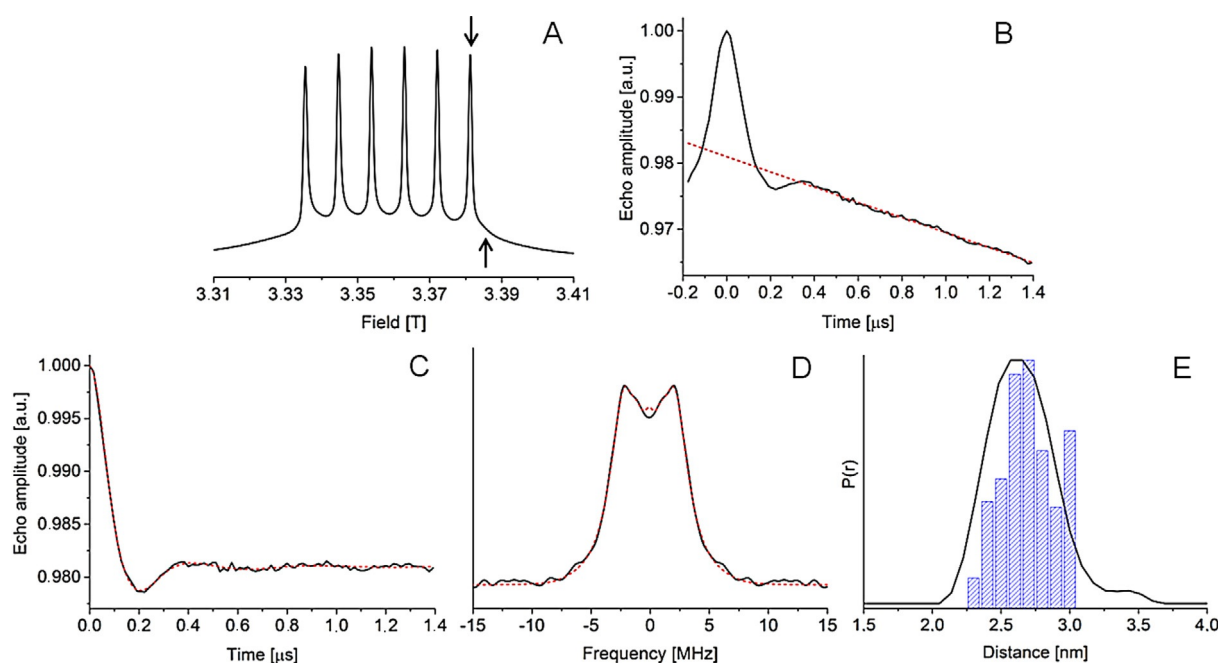 A
3.31 3.33 3.35 3.37 3.39 3.41
Field [T]
B
Echo amplitude [a.u.]
1.00
0.99
0.98
0.97
-0.2 0.0 0.2 0.4 0.6 0.8 1.0 1.2 1.4
Time [μs]
C
Echo amplitude [a.u.]
1.000
0.995
0.990
0.985
0.980
0.0 0.2 0.4 0.6 0.8 1.0 1.2 1.4
Time [μs]
D
-15 -10 -5 0 5 10 15
Frequency [MHz]
E
P(r)
1.5 2.0 2.5 3.0 3.5 4.0
Distance [nm]